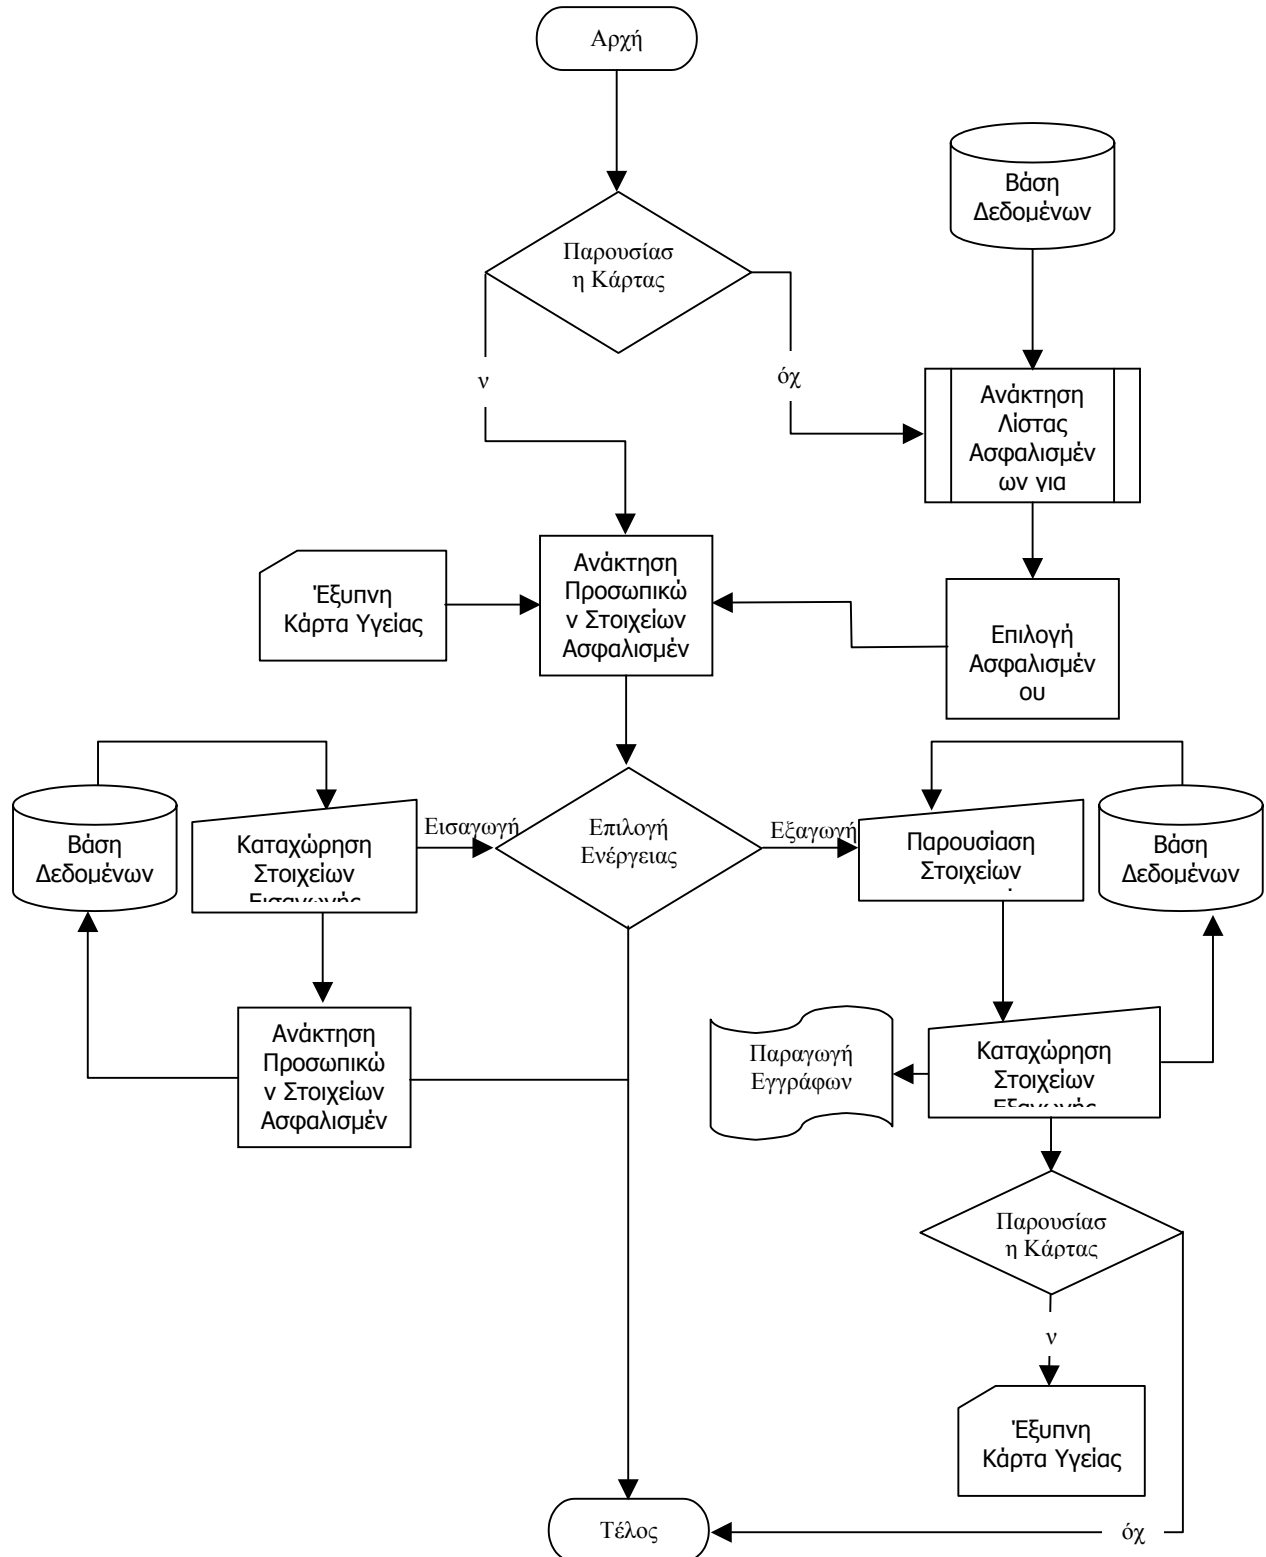 Αρχή
Βάση
Δεδομένων
Παρουσίασ
η Κάρτας
ν
όχ
Ανάκτηση
Λίστας
Ασφαλισμέν
ων για
Έξυπνη
Κάρτα Υγείας
Ανάκτηση
Προσωπικώ
ν Στοιχείων
Ασφαλισμέν
Επιλογή
Ασφαλισμέν
ου
Βάση
Δεδομένων
Καταχώρηση
Στοιχείων
Εισαγωγής
Εισαγωγή
Επιλογή
Ενέργειας
Εξαγωγή
Παρουσίαση
Στοιχείων
Βάση
Δεδομένων
Ανάκτηση
Προσωπικώ
ν Στοιχείων
Ασφαλισμέν
Παραγωγή
Εγγράφων
Καταχώρηση
Στοιχείων
Εξαγωγής
Παρουσίασ
η Κάρτας
ν
Έξυπνη
Κάρτα Υγείας
Τέλος
όχ